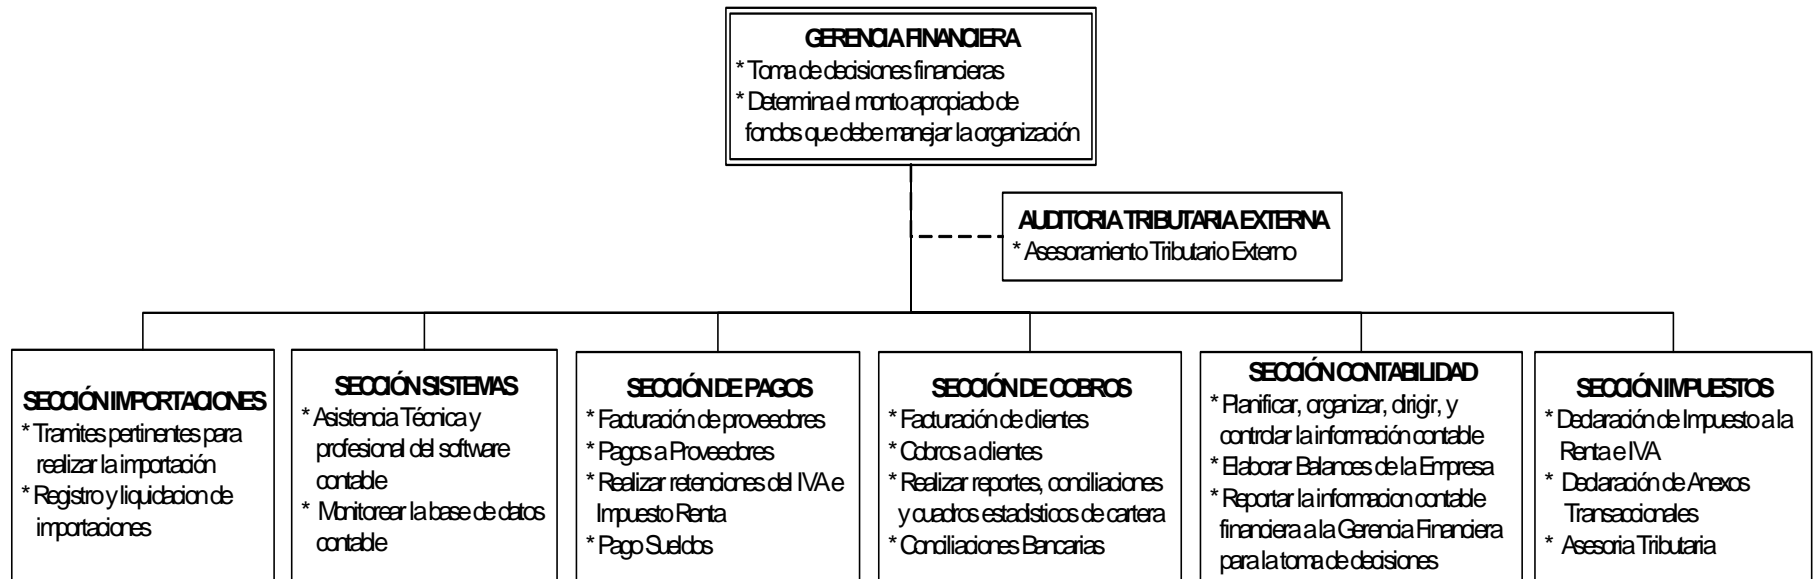 GERENCIA FINANCIERA
* Toma de decisiones financieras
* Determina el monto apropiado de
fondos que debe manejar la organización
AUDITORIA TRIBUTARIA EXTERNA
* Asesoramiento Tributario Externo
SECCIÓN IMPORTACIONES
* Tramites pertinentes para
realizar la importación
* Registro y liquidacion de
importaciones
SECCIÓN SISTEMAS
* Asistencia Técnica y
profesional del software
contable
* Monitorear la base de datos
contable
SECCIÓN DE PAGOS
* Facturación de proveedores
* Pagos a Proveedores
* Realizar retenciones del IVA e
Impuesto Renta
* Pago Sueldos
SECCIÓN DE COBROS
* Facturación de clientes
* Cobros a clientes
* Realizar reportes, conciliaciones
y cuadros estadísticos de cartera
* Conciliaciones Bancarias
SECCIÓN CONTABILIDAD
* Planificar, organizar, dirigir, y
controlar la información contable
* Elaborar Balances de la Empresa
* Reportar la informacion contable
financiera a la Gerencia Financiera
para la toma de decisiones
SECCIÓN IMPUESTOS
* Declaración de Impuesto a la
Renta e IVA
* Declaración de Anexos
Transaccionales
* Asesoria Tributaria